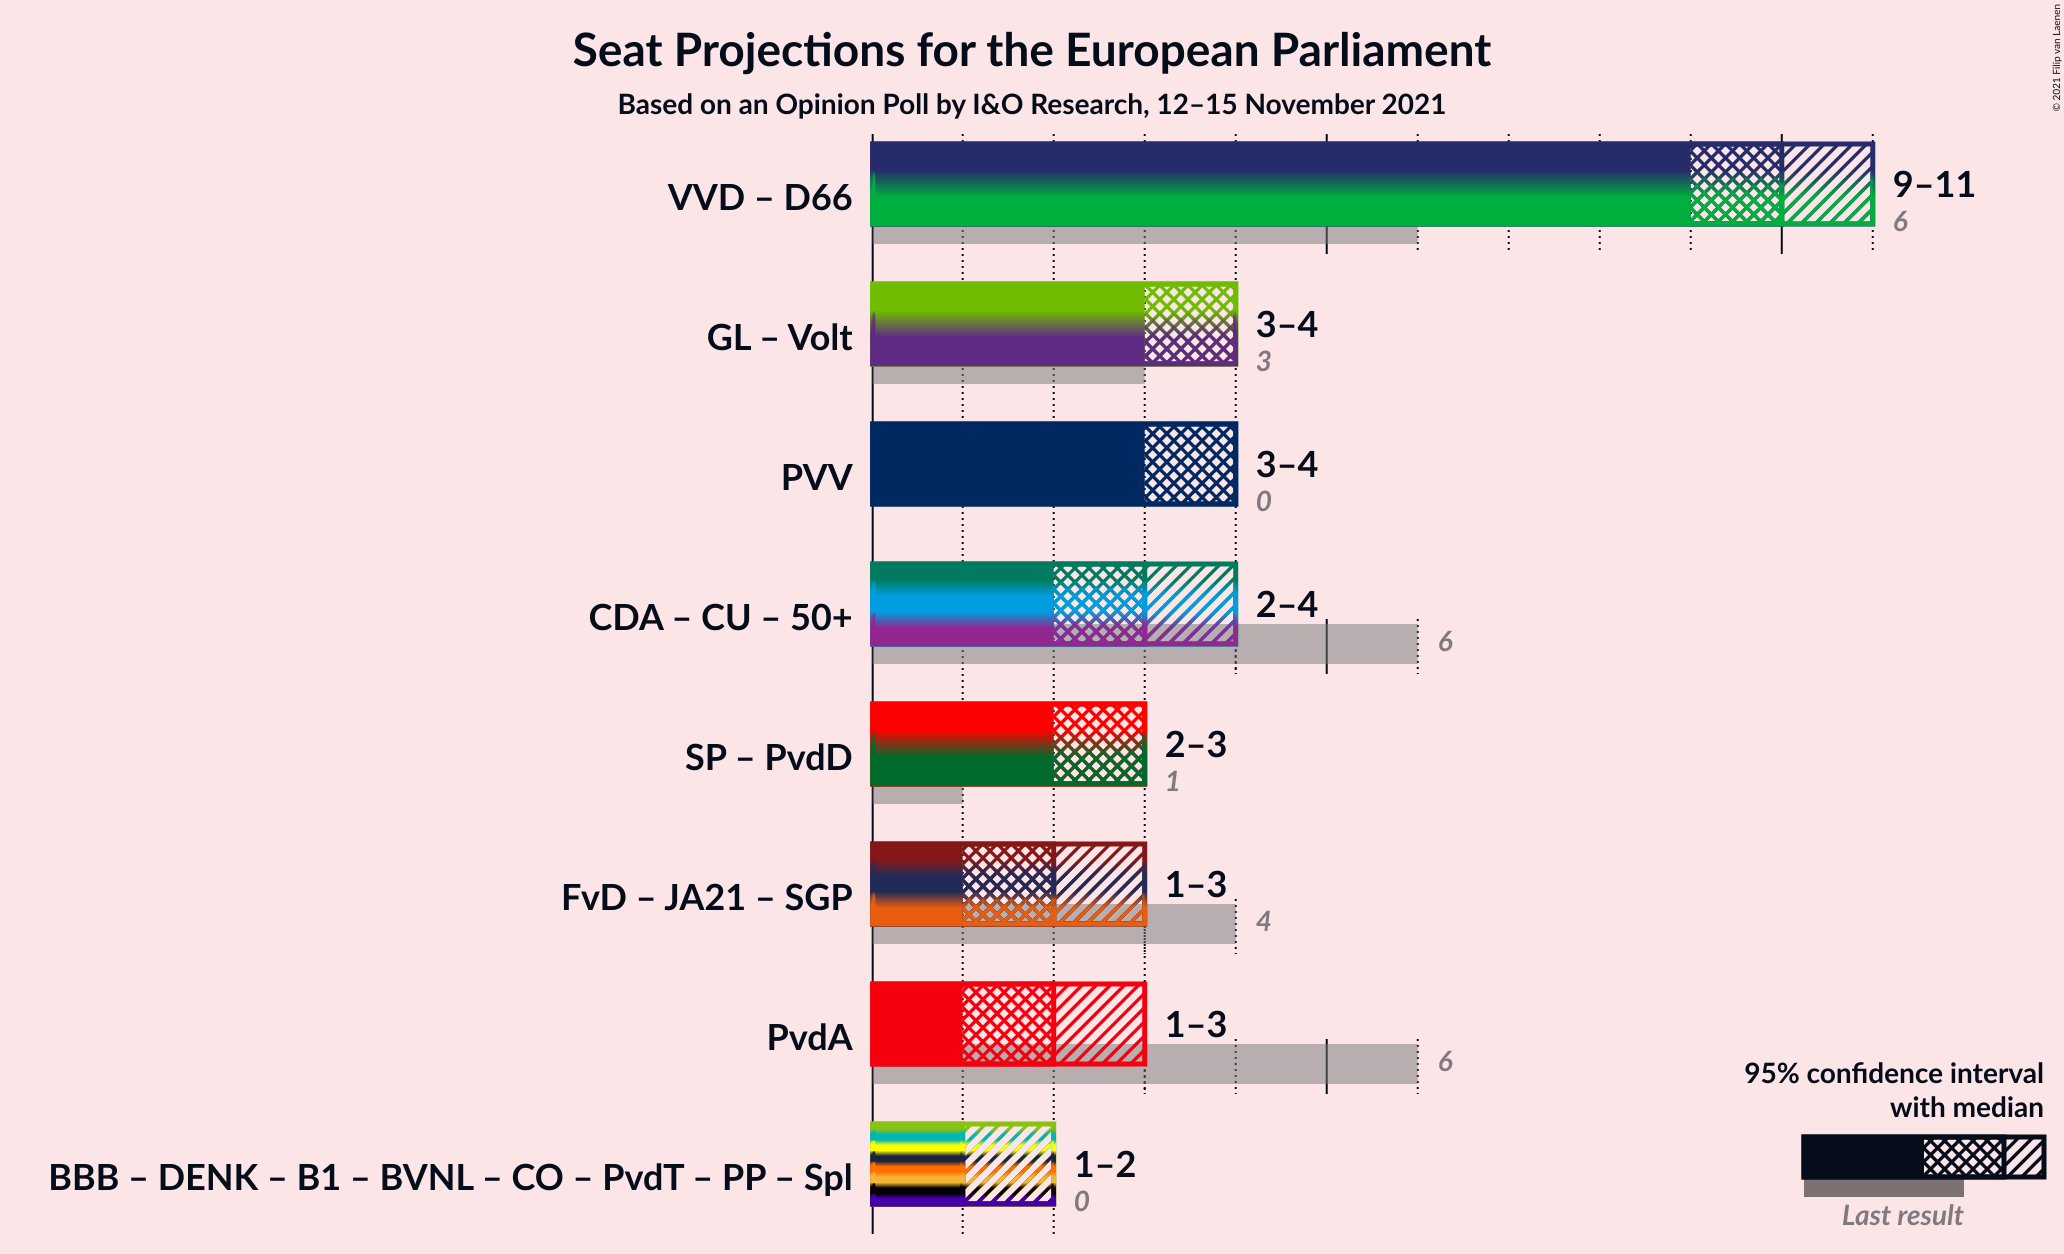 Seat Projections for the European Parliament
Based on an Opinion Poll by I&O Research, 12–15 November 2021
© 2021 Filip van Laenen
VVD – D66
9–11
6
GL – Volt
3–4
3
PVV
3–4
0
CDA – CU – 50+
2–4
6
SP – PvdD
2–3
1
FvD – JA21 – SGP
1–3
4
PvdA
1–3
6
BBB – DENK – B1 – BVNL – CO – PvdT – PP – Spl
1–2
0
95% confidence interval
with median
Last result